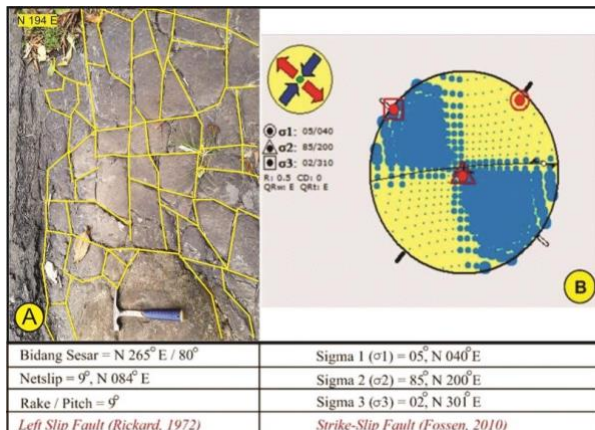 N 194 E
A
σ1: 05/040
σ2: 85/200
σ3: 02/310
R: 0.5 CD: 0
QRw: E QRt: E
B
Bidang Sesar = N 265° E / 80°
Netslip = 9°, N 084° E
Rake / Pitch = 9°
Left Slip Fault (Rickard, 1972)
Sigma 1 (σ1) = 05°, N 040° E
Sigma 2 (σ2) = 85°, N 200° E
Sigma 3 (σ3) = 02°, N 301° E
Strike-Slip Fault (Fossen, 2010)